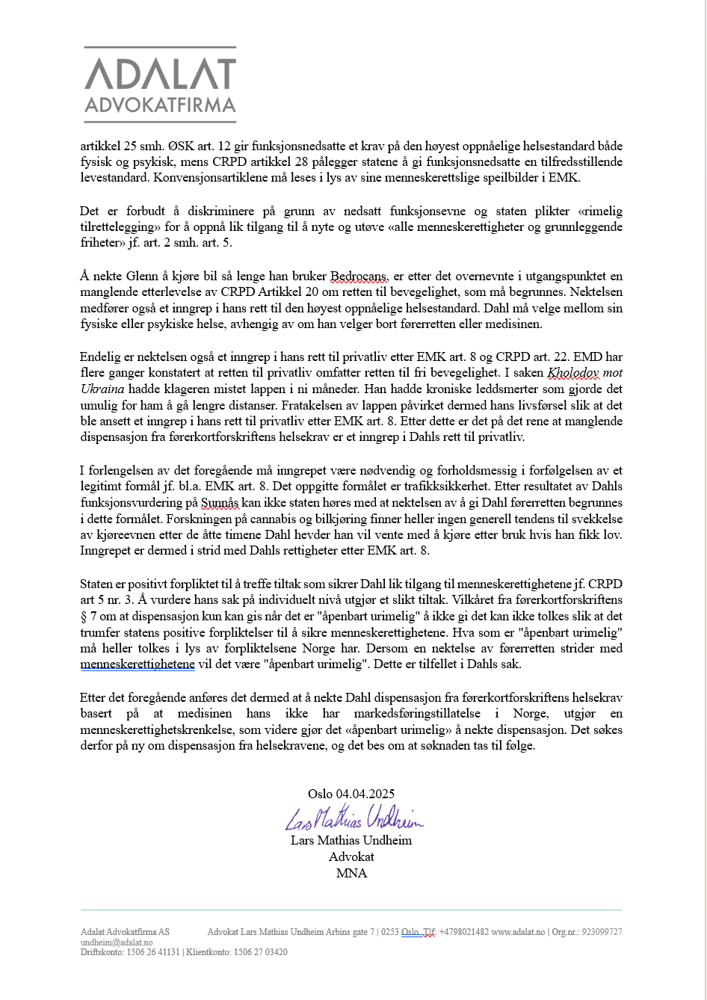 ADALAT
ADVOKATFIRMA
artikkel 25 smh. ØSK art. 12 gir funksjonsnedsatte et krav på den høyest oppnåelige helsestandard både
fysisk og psykisk, mens CRPD artikkel 28 pålegger statene å gi funksjonsnedsatte en tilfredsstillende
levestandard. Konvensjonsartiklene må leses i lys av sine menneskerettslige speilbilder i EMK.
Det er forbudt å diskriminere på grunn av nedsatt funksjonsevne og staten plikter «rimelig
tilrettelegging» for å oppnå lik tilgang til å nyte og utøve «alle menneskerettigheter og grunnleggende
friheter» jf. art. 2 smh. art. 5.
Å nekte Glenn å kjøre bil så lenge han bruker Bedrocans, er etter det overnevnte i utgangspunktet en
manglende etterlevelse av CRPD Artikkel 20 om retten til bevegelighet, som må begrunnes. Nektelsen
medfører også et inngrep i hans rett til den høyest oppnåelige helsestandard. Dahl må velge mellom sin
fysiske eller psykiske helse, avhengig av om han velger bort førerretten eller medisinen.
Endelig er nektelsen også et inngrep i hans rett til privatliv etter EMK art. 8 og CRPD art. 22. EMD har
flere ganger konstatert at retten til privatliv omfatter retten til fri bevegelighet. I saken Kholodov mot
Ukraina hadde klageren mistet lappen i ni måneder. Han hadde kroniske leddsmerter som gjorde det
umulig for ham å gå lengre distanser. Fratakelsen av lappen påvirket dermed hans livsførsel slik at det
ble ansett et inngrep i hans rett til privatliv etter EMK art. 8. Etter dette er det på det rene at manglende
dispensasjon fra førerkortforskriftens helsekrav er et inngrep i Dahls rett til privatliv.
I forlengelsen av det foregående må inngrepet være nødvendig og forholdsmessig i forfølgelsen av et
legitimt formål jf. bl.a. EMK art. 8. Det oppgitte formålet er trafikksikkerhet. Etter resultatet av Dahls
funksjonsvurdering på Sunnås kan ikke staten høres med at nektelsen av å gi Dahl førerretten begrunnes
i dette formålet. Forskningen på cannabis og bilkjøring finner heller ingen generell tendens til svekkelse
av kjøreevnen etter de åtte timene Dahl hevder han vil vente med å kjøre etter bruk hvis han fikk lov.
Inngrepet er dermed i strid med Dahls rettigheter etter EMK art. 8.
Staten er positivt forpliktet til å treffe tiltak som sikrer Dahl lik tilgang til menneskerettighetene jf. CRPD
art 5 nr. 3. Å vurdere hans sak på individuelt nivå utgjør et slikt tiltak. Vilkåret fra førerkortforskriftens
§ 7 om at dispensasjon kun kan gis når det er "åpenbart urimelig" å ikke gi det kan ikke tolkes slik at det
trumfer statens positive forpliktelser til å sikre menneskerettighetene. Hva som er "åpenbart urimelig"
må heller tolkes i lys av forpliktelsene Norge har. Dersom en nektelse av førerretten strider med
menneskerettighetene vil det være "åpenbart urimelig". Dette er tilfellet i Dahls sak.
Etter det foregående anføres det dermed at å nekte Dahl dispensasjon fra førerkortforskriftens helsekrav
basert på at medisinen hans ikke har markedsføringstillatelse i Norge, utgjør en
menneskerettighetskrenkelse, som videre gjør det «åpenbart urimelig» å nekte dispensasjon. Det søkes
derfor på ny om dispensasjon fra helsekravene, og det bes om at søknaden tas til følge.
Oslo 04.04.2025
Lars Mathias Undheim
Lars Mathias Undheim
Advokat
MNA
Adalat Advokatfirma AS Advokat Lars Mathias Undheim Arbins gate 7 | 0253 Oslo Tlf: +4798021482 www.adalat.no | Org.nr.: 923099727
undheim@adalat.no
Driftskonto: 1506 26 41131 | Klientkonto: 1506 27 03420